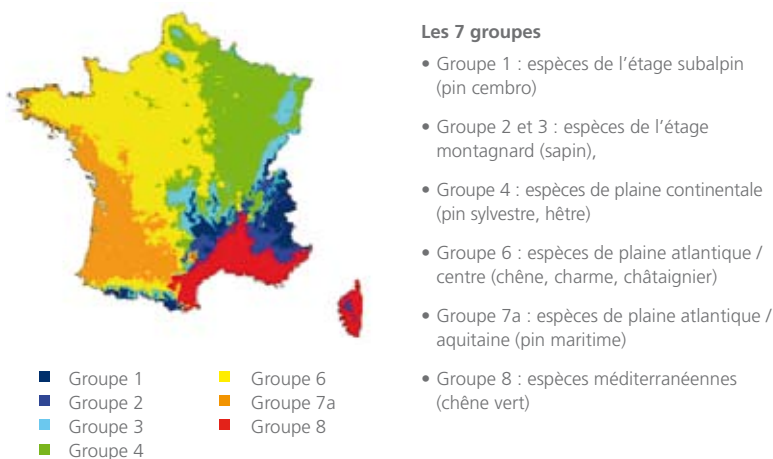 Les 7 groupes
• Groupe 1 : espèces de l'étage subalpin
(pin cembro)
• Groupe 2 et 3 : espèces de l'étage
montagnard (sapin),
• Groupe 4 : espèces de plaine continentale
(pin sylvestre, hêtre)
• Groupe 6 : espèces de plaine atlantique /
centre (chêne, charme, châtaignier)
• Groupe 7a : espèces de plaine atlantique /
aquitaine (pin maritime)
• Groupe 8 : espèces méditerranéennes
(chêne vert)
Groupe 1
Groupe 2
Groupe 3
Groupe 4
Groupe 6
Groupe 7a
Groupe 8